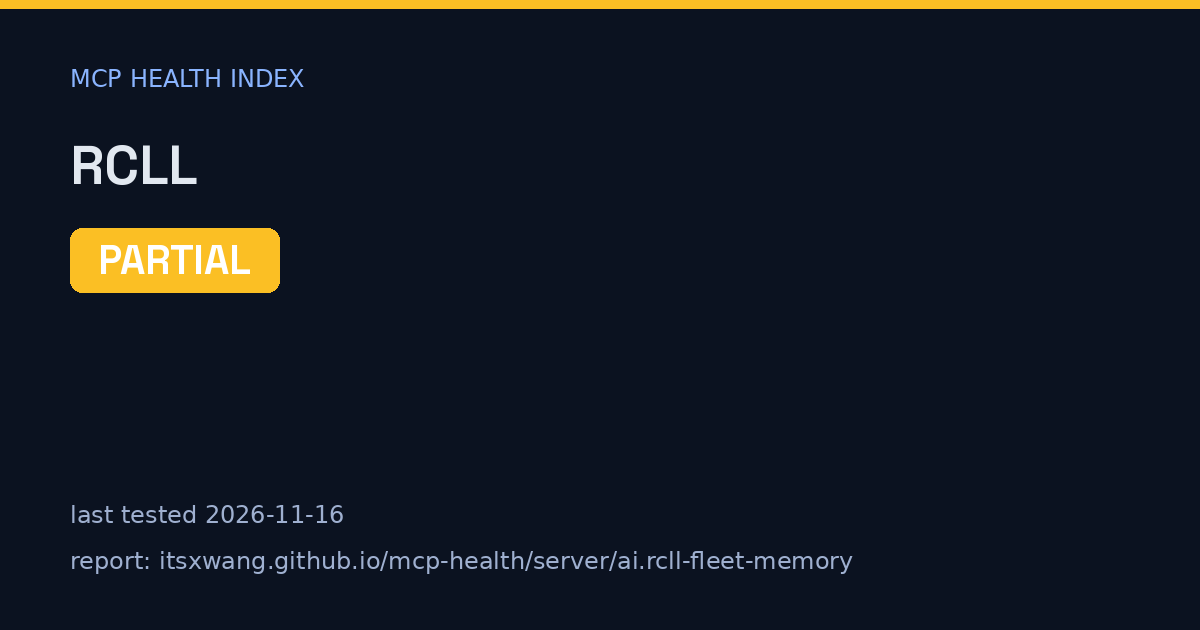 MCP HEALTH INDEX
RCLL
PARTIAL
last tested 2026-11-16
report: itsxwang.github.io/mcp-health/server/ai.rcll-fleet-memory